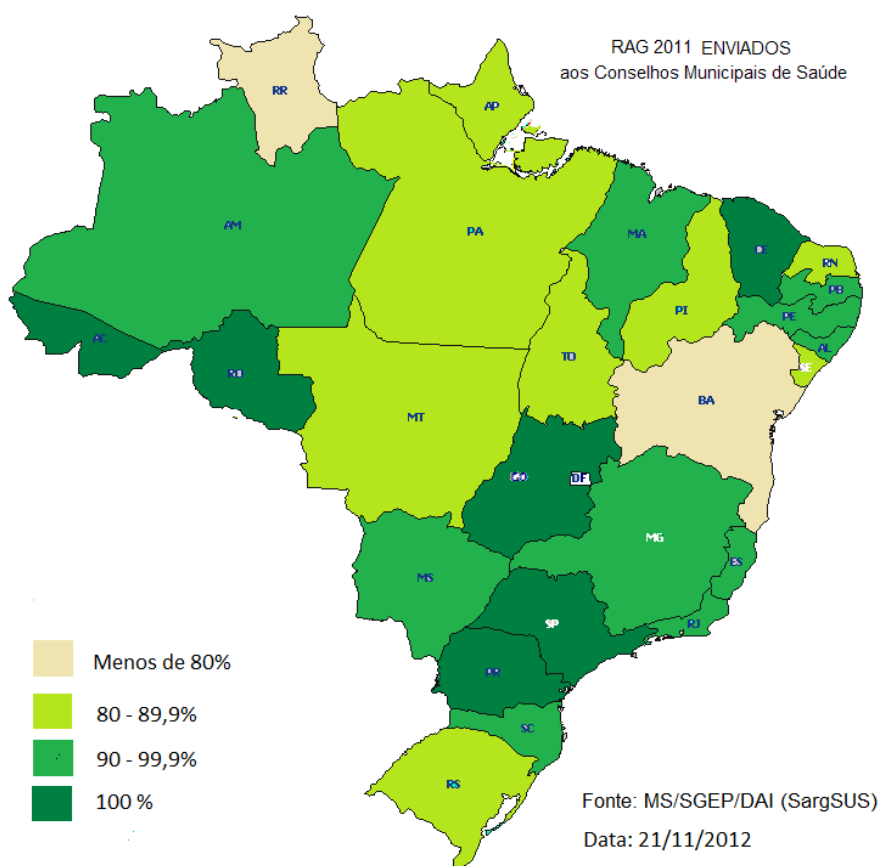 RAG 2011 ENVIADOS
aos Conselhos Municipais de Saúde
RR
AP
AM
PA
MA
CE
RN
PB
PI
PE
AL
AC
TO
SE
RO
BA
MT
GO
DF
MG
ES
MS
SP
RJ
PR
SC
RS
Menos de 80%
80 - 89,9%
90 - 99,9%
100 %
Fonte: MS/SGEP/DAI (SargSUS)
Data: 21/11/2012